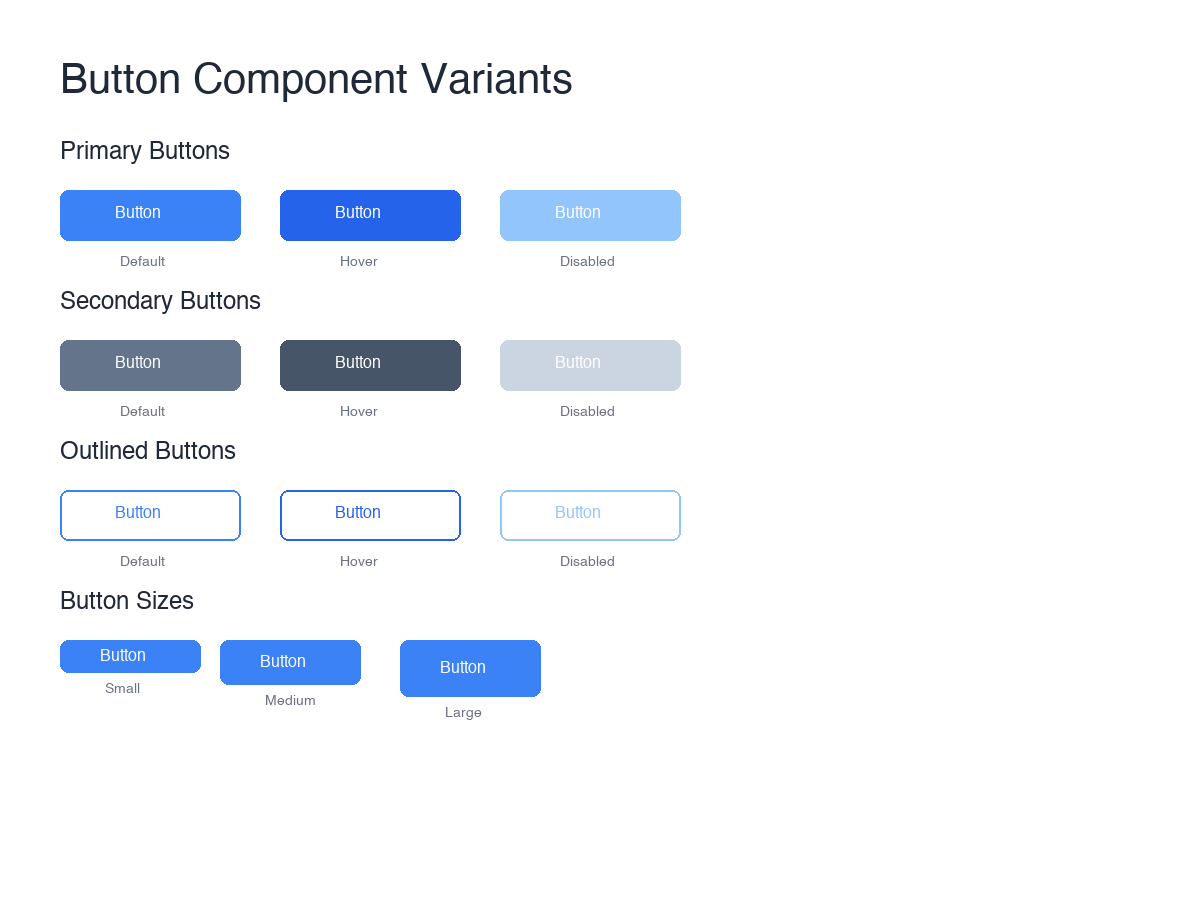 Button Component Variants
Primary Buttons
Button Button Button
Default Hover Disabled
Secondary Buttons
Button Button Button
Default Hover Disabled
Outlined Buttons
Button Button Button
Default Hover Disabled
Button Sizes
Button Button Button
Small Medium Large